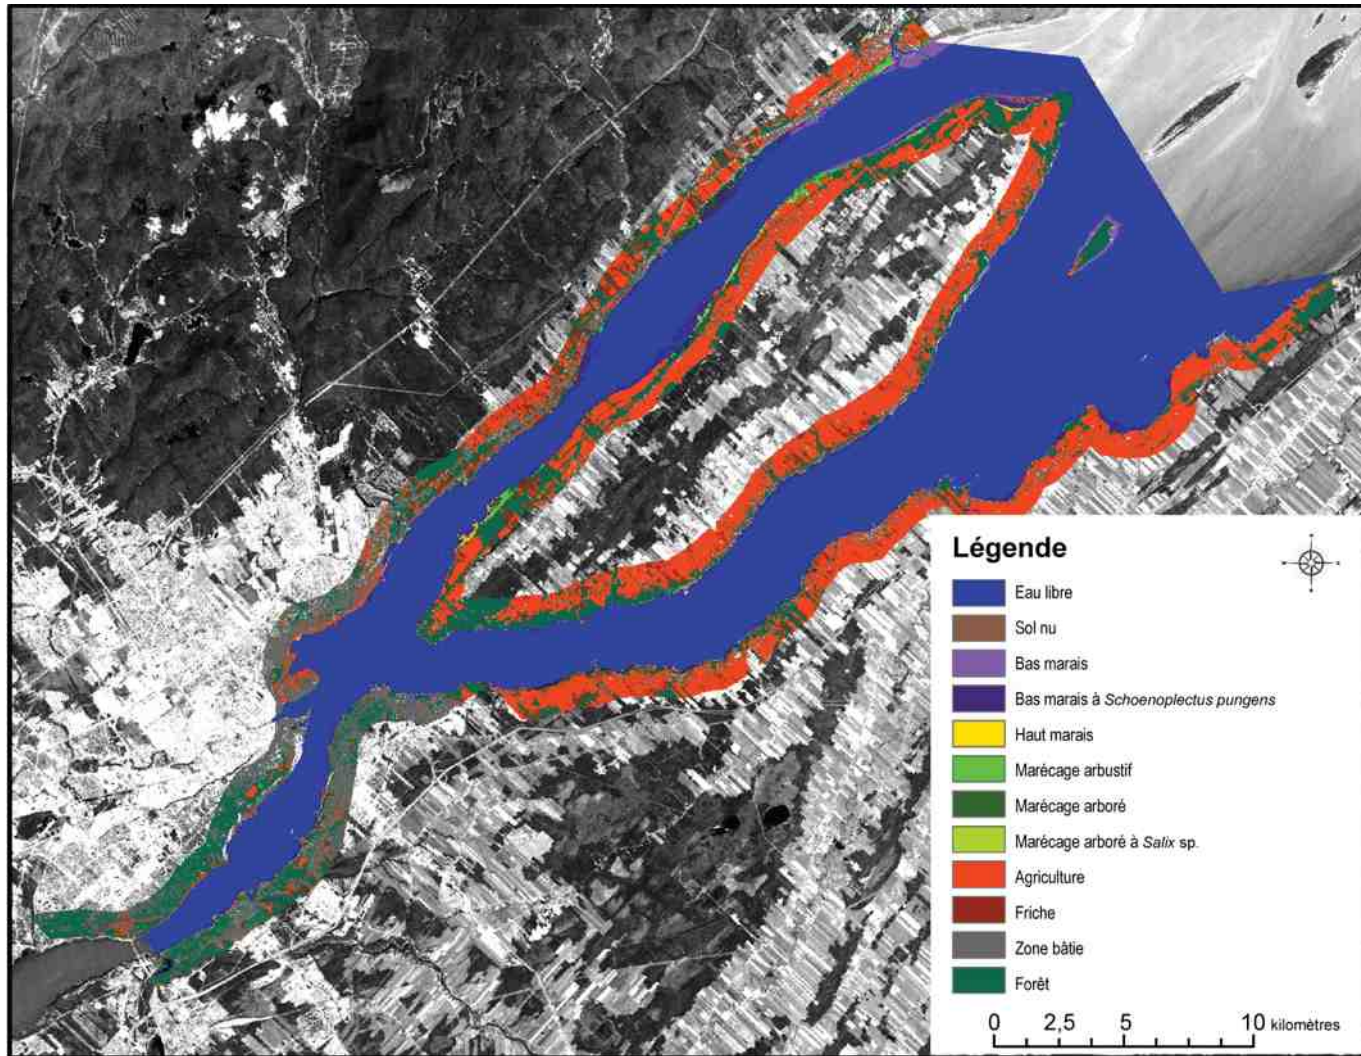 Légende
Eau libre
Sol nu
Bas marais
Bas marais à Schoenoplectus pungens
Haut marais
Marécage arbustif
Marécage arboré
Marécage arboré à Salix sp.
Agriculture
Friche
Zone bâtie
Forêt
0 2,5 5 10 kilomètres